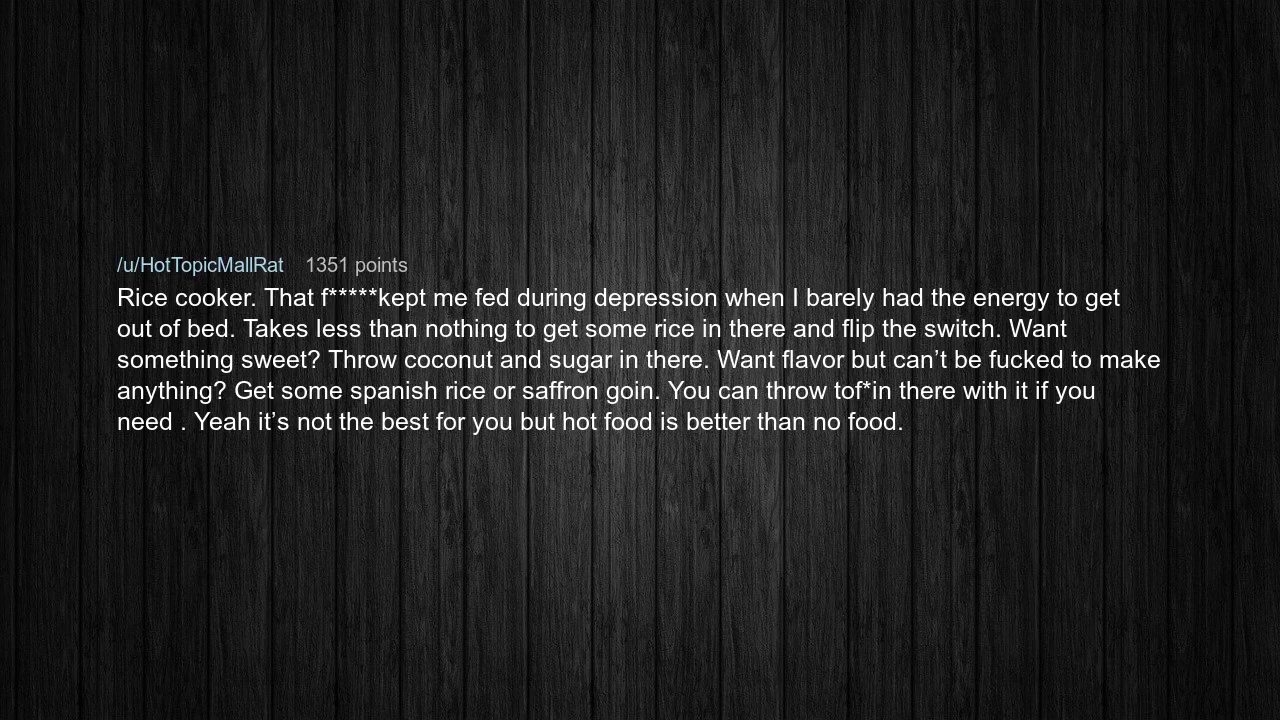 /u/HotTopicMallRat 1351 points
Rice cooker. That f*****kept me fed during depression when I barely had the energy to get
out of bed. Takes less than nothing to get some rice in there and flip the switch. Want
something sweet? Throw coconut and sugar in there. Want flavor but can’t be fucked to make
anything? Get some spanish rice or saffron goin. You can throw tof*in there with it if you
need . Yeah it’s not the best for you but hot food is better than no food.